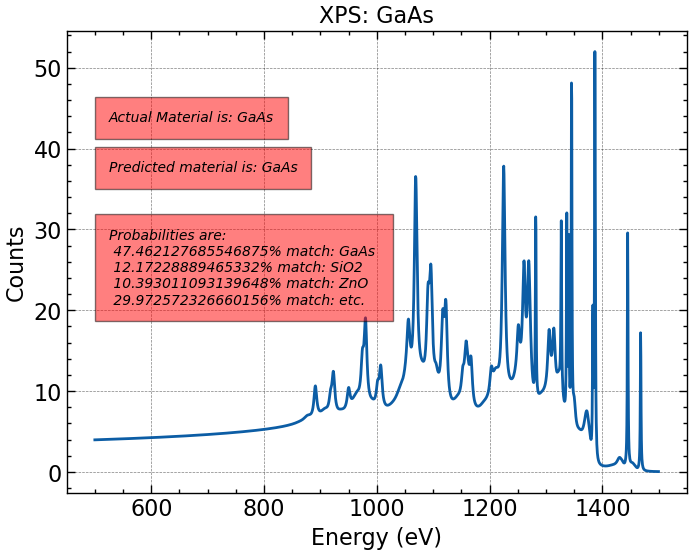 XPS: GaAs
50
40
30
20
10
0
Counts
Actual Material is: GaAs
Predicted material is: GaAs
Probabilities are:
47.462127685546875% match: GaAs
12.17228889465332% match: SiO2
10.393011093139648% match: ZnO
29.972572326660156% match: etc.
600 800 1000 1200 1400
Energy (eV)